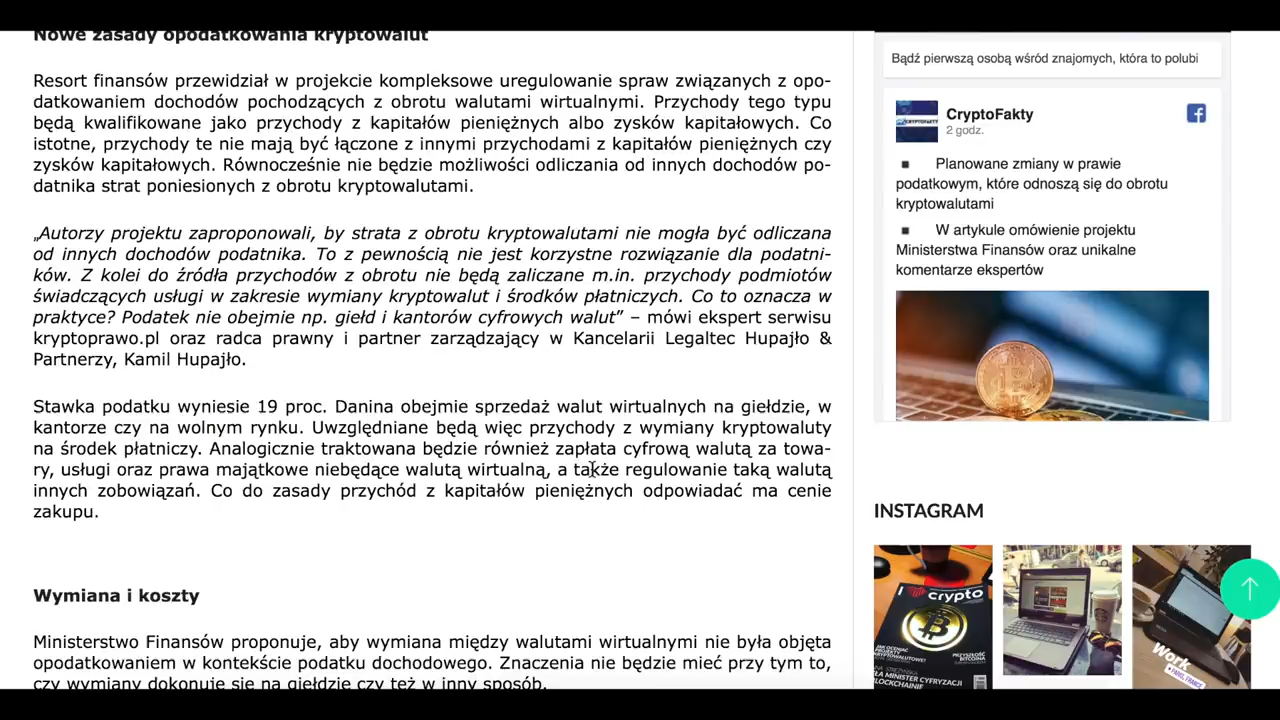 Nowe zasady opodatkowania kryptowalut
Resort finansów przewidział w projekcie kompleksowe uregulowanie spraw związanych z opo-
datkowaniem dochodów pochodzących z obrotu walutami wirtualnymi. Przychody tego typu
będą kwalifikowane jako przychody z kapitałów pieniężnych albo zysków kapitałowych. Co
istotne, przychody te nie mają być łączone z innymi przychodami z kapitałów pieniężnych czy
zysków kapitałowych. Równocześnie nie będzie możliwości odliczania od innych dochodów po-
datnika strat poniesionych z obrotu kryptowalutami.
„Autorzy projektu zaproponowali, by strata z obrotu kryptowalutami nie mogła być odliczana
od innych dochodów podatnika. To z pewnością nie jest korzystne rozwiązanie dla podatni-
ków. Z kolei do źródła przychodów z obrotu nie będą zaliczane m.in. przychody podmiotów
świadczących usługi w zakresie wymiany kryptowalut i środków płatniczych. Co to oznacza w
praktyce? Podatek nie obejmie np. giełd i kantorów cyfrowych walut” – mówi ekspert serwisu
kryptoprawo.pl oraz radca prawny i partner zarządzający w Kancelarii Legaltec Hupajło &
Partnerzy, Kamil Hupajło.
Stawka podatku wyniesie 19 proc. Danina obejmie sprzedaż walut wirtualnych na giełdzie, w
kantorze czy na wolnym rynku. Uwzględniane będą więc przychody z wymiany kryptowaluty
na środek płatniczy. Analogicznie traktowana będzie również zapłata cyfrową walutą za towa-
ry, usługi oraz prawa majątkowe niebędące walutą wirtualną, a także regulowanie taką walutą
innych zobowiązań. Co do zasady przychód z kapitałów pieniężnych odpowiadać ma cenie
zakupu.
Wymiana i koszty
Ministerstwo Finansów proponuje, aby wymiana między walutami wirtualnymi nie była objęta
opodatkowaniem w kontekście podatku dochodowego. Znaczenia nie będzie mieć przy tym to,
czy wymiany dokonuje się na giełdzie czy też w inny sposób.
Bądź pierwszą osobą wśród znajomych, która to polubi
CryptoFakty
2 godz.
Planowane zmiany w prawie
podatkowym, które odnoszą się do obrotu
kryptowalutami
W artykule omówienie projektu
Ministerstwa Finansów oraz unikalne
komentarze ekspertów
INSTAGRAM
crypto
Work